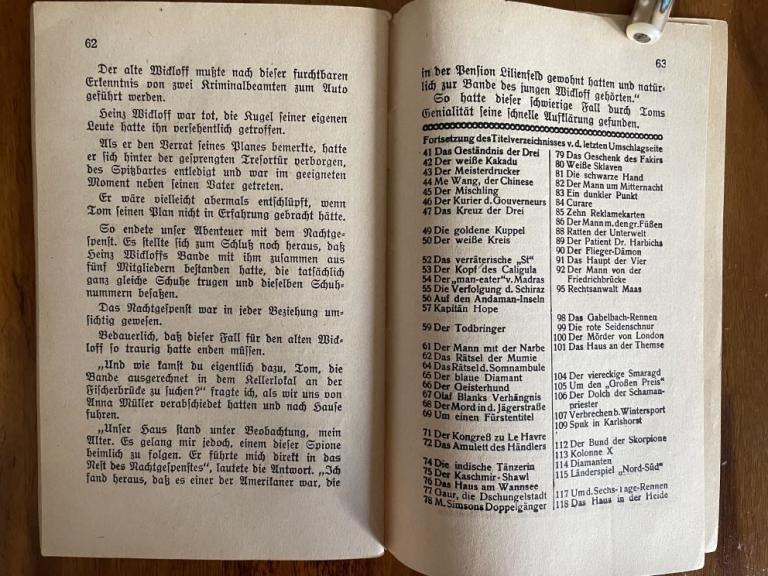 62
Der alte Wickloff mußte nach dieser furchtbaren
Erkenntnis von zwei Kriminalbeamten zum Auto
geführt werden.
Heinz Wickloff war tot, die Kugel seiner eigenen
Leute hatte ihn versehentlich getroffen.
Als er den Verrat seines Planes bemerkte, hatte
er sich hinter der gesprengten Tresortür verborgen,
des Spitzbartes entledigt und war im geeigneten
Moment neben seinen Vater getreten.
Er wäre vielleicht abermals entschlüpft, wenn
Tom seinen Plan nicht in Erfahrung gebracht hätte.
So endete unser Abenteuer mit dem Nachtge-
spenst. Es stellte sich zum Schluß noch heraus, daß
Heinz Wickloffs Bande mit ihm zusammen aus
fünf Mitgliedern bestanden hatte, die tatsächlich
ganz gleiche Schuhe trugen und dieselben Schuh-
nummern besaßen.
Das Nachtgespenst war in jeder Beziehung um-
sichtig gewesen.
Bedauerlich, daß dieser Fall für den alten Wick-
loff so traurig hatte enden müssen.
„Und wie kamst du eigentlich dazu, Tom, die
Bande ausgerechnet in dem Kellerlokal an der
Fischerbrücke zu suchen?“ fragte ich, als wir uns von
Anna Müller verabschiedet hatten und nach Hause
fuhren.
„Unser Haus stand unter Beobachtung, mein
Alter. Es gelang mir jedoch, einem dieser Spione
heimlich zu folgen. Er führte mich direkt in das
Nest des Nachtgespenstes“, lautete die Antwort. „Ich
fand heraus, daß es einer der Amerikaner war, die
63
in der Pension Lilienfeld gewohnt hatten und natür-
lich zur Bande des jungen Wickloff gehörten.“
So hatte dieser schwierige Fall durch Toms
Genialität seine schnelle Aufklärung gefunden.
Fortsetzung des Titelverzeichnisses v. d. letzten Umschlagseite
41 Das Geständnis der Drei
42 Der weiße Kakadu
43 Der Meisterdrucker
44 Me Wang, der Chinese
45 Der Mischling
46 Der Kurier d. Gouverneurs
47 Das Kreuz der Drei
49 Die goldene Kuppel
50 Der weiße Kreis
52 Das verräterische „St“
53 Der Kopf des Caligula
54 Der „man-eater“ v. Madras
55 Die Verfolgung d. Schiraz
56 Auf den Andaman-Inseln
57 Kapitän Hope
59 Der Todbringer
61 Der Mann mit der Narbe
62 Das Rätsel der Mumie
64 Das Rätsel d. Somnambule
65 Der blaue Diamant
66 Der Geisterhund
67 Olaf Blanks Verhängnis
68 Der Mord in d. Jägerstraße
69 Um einen Fürstentitel
71 Der Kongreß zu Le Havre
72 Das Amulett des Händlers
74 Die indische Tänzerin
75 Der Kaschmir-Shawl
76 Das Haus am Wannsee
77 Gaur, die Dschungelstadt
78 M. Simsons Doppelgänger
79 Das Geschenk des Fakirs
80 Weiße Sklaven
81 Die schwarze Hand
82 Der Mann um Mitternacht
83 Ein dunkler Punkt
84 Curare
85 Zehn Reklamekarten
86 Der Mann m. den gr. Füßen
88 Ratten der Unterwelt
89 Der Patient Dr. Harbichs
90 Der Flieger-Dämon
91 Das Haupt der Vier
92 Der Mann von der
Friedrichbrücke
95 Rechtsanwalt Maas
98 Das Gabelbach-Rennen
99 Die rote Seidenschnur
100 Der Mörder von London
101 Das Haus an der Themse
104 Der viereckige Smaragd
105 Um den „Großen Preis“
106 Der Dolch der Schaman-
priester
107 Verbrechen b. Wintersport
109 Spuk in Karlshorst
112 Der Bund der Skorpione
113 Kolonne X
114 Diamanten
115 Länderspiel „Nord-Süd“
117 Um d. Sechs-Tage-Rennen
118 Das Haus in der Heide